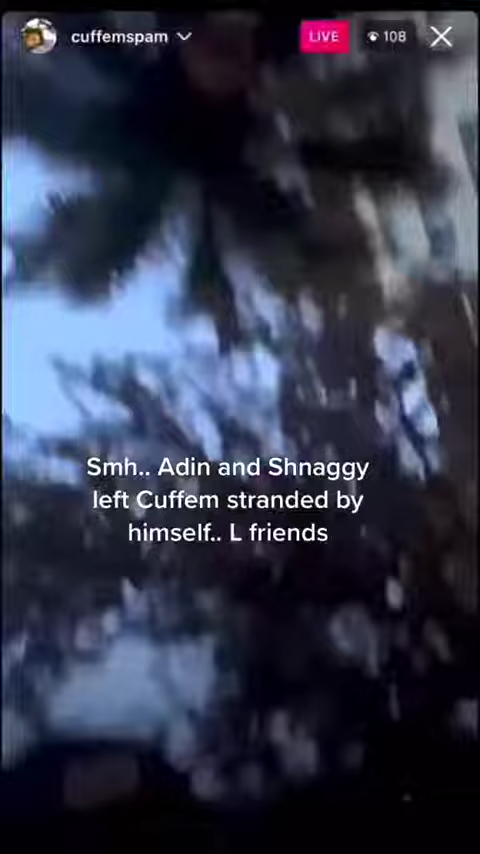 cuffemspam
LIVE
108
Smh.. Adin and Shnaggy
left Cuffem stranded by
himself.. L friends